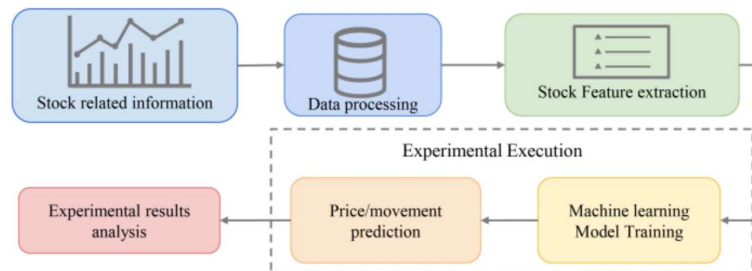 Stock related information
Data processing
Stock Feature extraction
Experimental Execution
Machine learning
Model Training
Price/movement
prediction
Experimental results
analysis